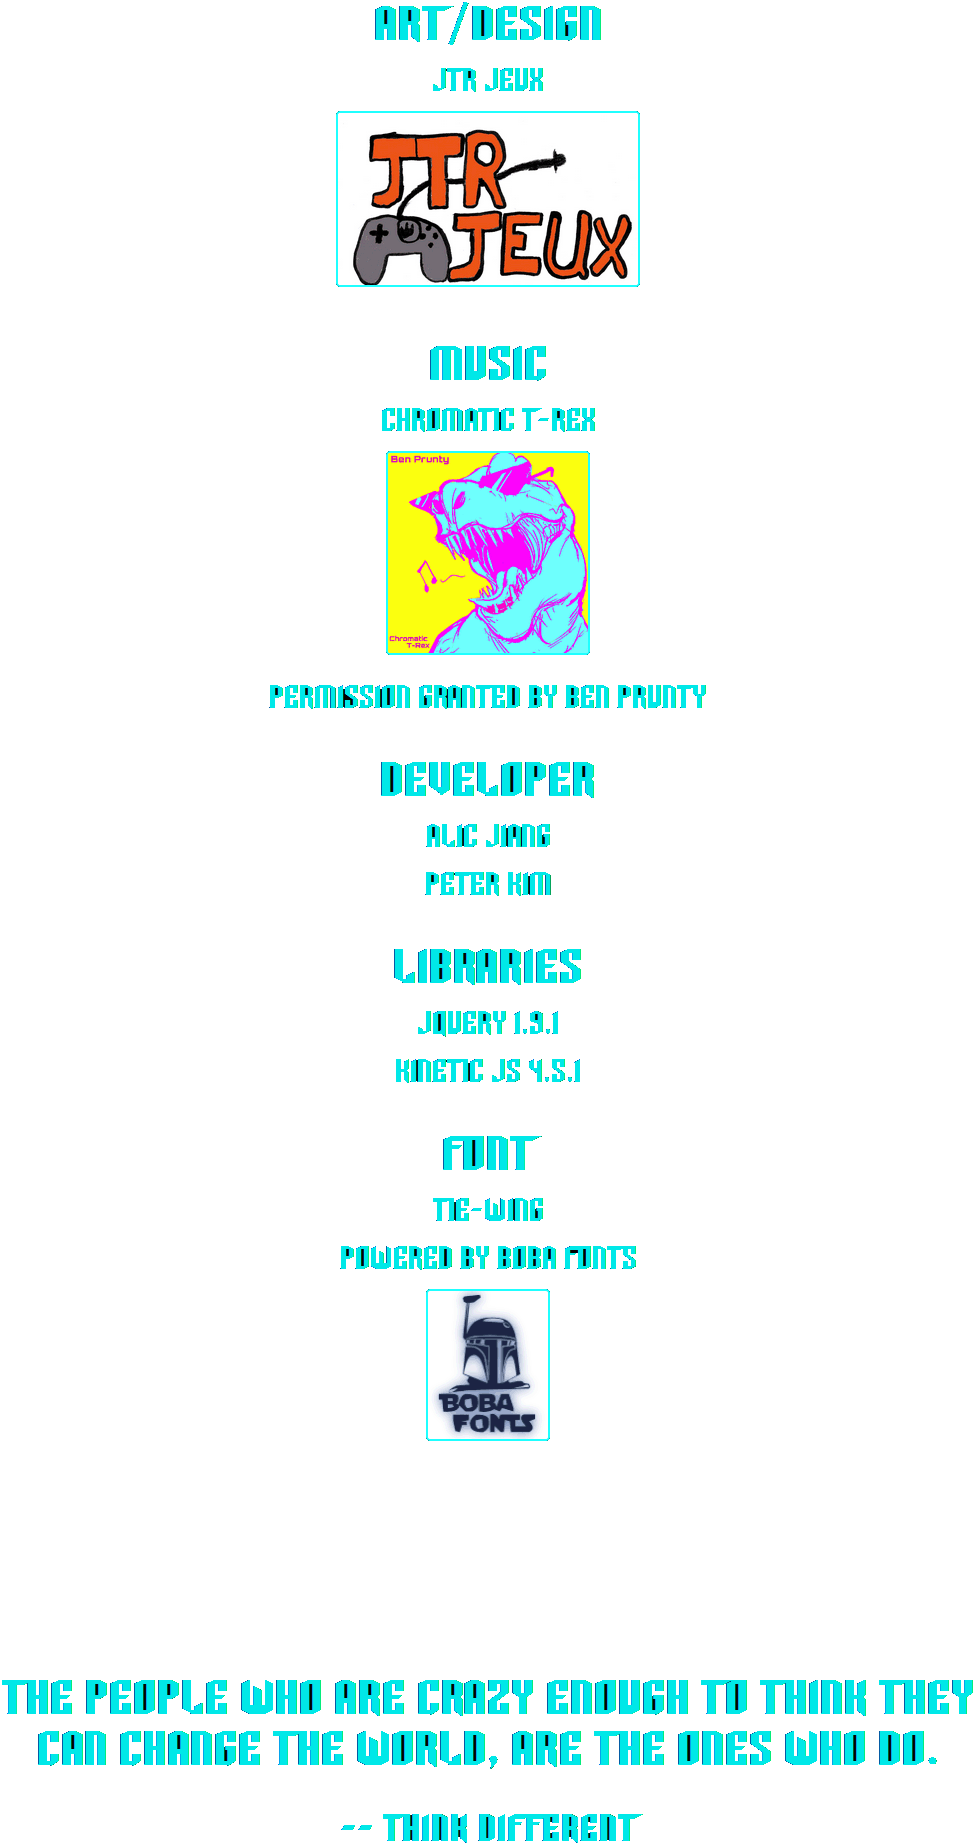 ART/DESIGN
JTR JEUX
JTR
JEUX
MUSIC
CHROMATIC T-REX
Ben Prunty
Chromatic
T-Rex
PERMISSION GRANTED BY BEN PRUNTY
DEVELOPER
ALIC JIANG
PETER KIM
LIBRARIES
JQUERY 1.9.1
KINETIC JS 4.5.1
FONT
TIE-WING
POWERED BY BOBA FONTS
BOBA
FONTS
THE PEOPLE WHO ARE CRAZY ENOUGH TO THINK THEY
CAN CHANGE THE WORLD, ARE THE ONES WHO DO.
-- THINK DIFFERENT